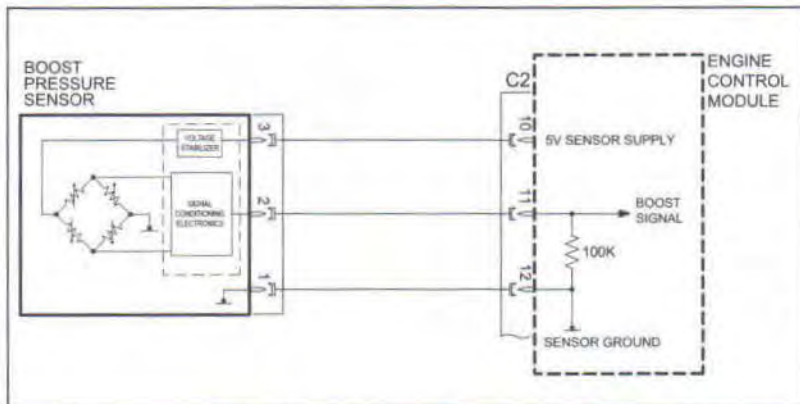 BOOST
PRESSURE
SENSOR
VOLTAGE
STABILIZER
SIGNAL
CONDITIONING
ELECTRONICS
3
2
1
C2
10
11
12
ENGINE
CONTROL
MODULE
5V SENSOR SUPPLY
BOOST
SIGNAL
100K
SENSOR GROUND